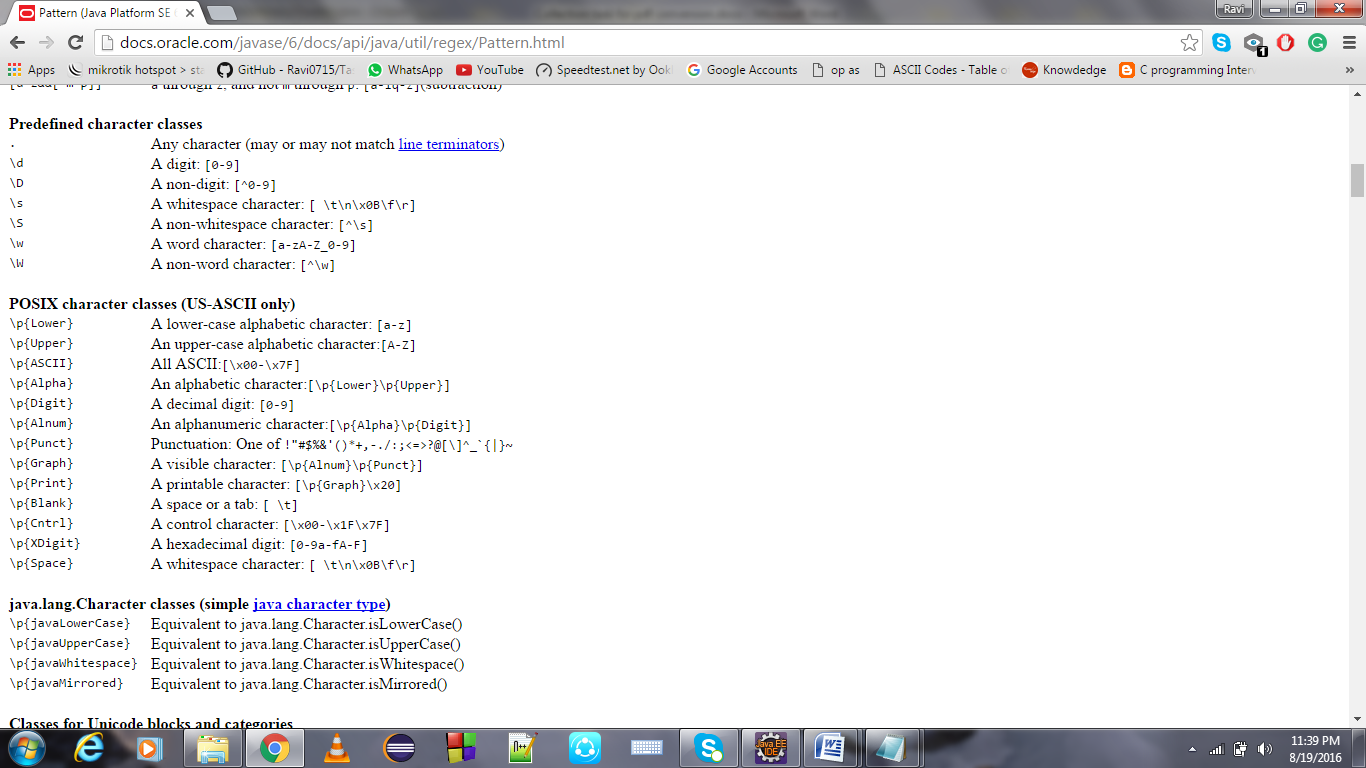 Pattern (Java Platform SE
Ravi
docs.oracle.com/javase/6/docs/api/java/util/regex/Pattern.html
1
Apps mikrotik hotspot > sta GitHub - Ravi0715/Tas WhatsApp YouTube Speedtest.net by Ookl Google Accounts op as ASCII Codes - Table of Knowdedge C programming Interv »
a through z, and not m through p: [a-lq-z](subtraction)
Predefined character classes
. Any character (may or may not match line terminators)
\d A digit: [0-9]
\D A non-digit: [^0-9]
\s A whitespace character: [ \t\n\x0B\f\r]
\S A non-whitespace character: [^\s]
\w A word character: [a-zA-Z_0-9]
\W A non-word character: [^\w]
POSIX character classes (US-ASCII only)
\p{Lower} A lower-case alphabetic character: [a-z]
\p{Upper} An upper-case alphabetic character:[A-Z]
\p{ASCII} All ASCII:[\x00-\x7F]
\p{Alpha} An alphabetic character:[\p{Lower}\p{Upper}]
\p{Digit} A decimal digit: [0-9]
\p{Alnum} An alphanumeric character:[\p{Alpha}\p{Digit}]
\p{Punct} Punctuation: One of !"#$%&'()*+,-./:;<=>?@[\]^_`{|}~
\p{Graph} A visible character: [\p{Alnum}\p{Punct}]
\p{Print} A printable character: [\p{Graph}\x20]
\p{Blank} A space or a tab: [ \t]
\p{Cntrl} A control character: [\x00-\x1F\x7F]
\p{XDigit} A hexadecimal digit: [0-9a-fA-F]
\p{Space} A whitespace character: [ \t\n\x0B\f\r]
java.lang.Character classes (simple java character type)
\p{javaLowerCase} Equivalent to java.lang.Character.isLowerCase()
\p{javaUpperCase} Equivalent to java.lang.Character.isUpperCase()
\p{javaWhitespace} Equivalent to java.lang.Character.isWhitespace()
\p{javaMirrored} Equivalent to java.lang.Character.isMirrored()
Classes for Unicode blocks and categories
Java EE
IDE
11:39 PM
8/19/2016